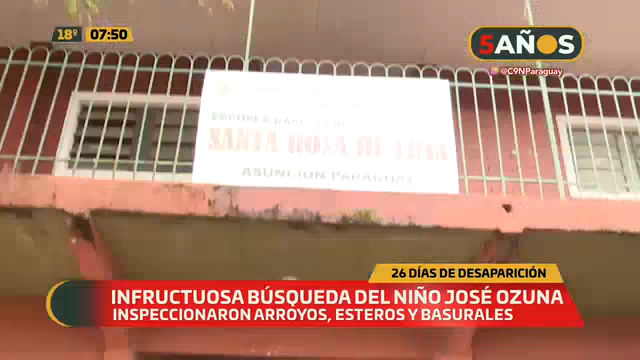 18º 07:50
5AÑOS
@C9NParaguay
SANTA ROSA DE LIMA
ASUNCION PARAGUAY
26 DÍAS DE DESAPARICIÓN
INFRUCTUOSA BÚSQUEDA DEL NIÑO JOSÉ OZUNA
INSPECCIONARON ARROYOS, ESTEROS Y BASURALES